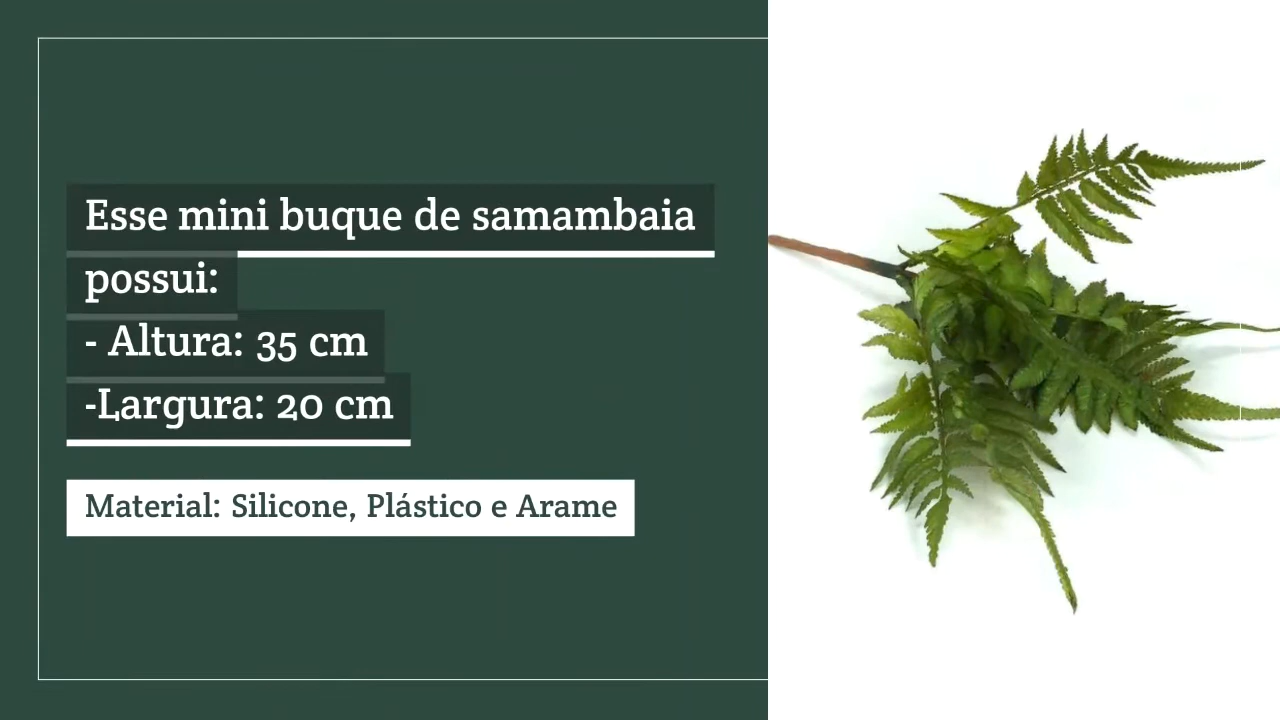 Esse mini buque de samambaia
possui:
- Altura: 35 cm
-Largura: 20 cm
Material: Silicone, Plástico e Arame